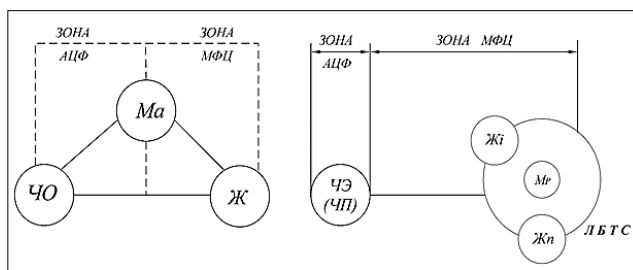 ЗОНА ЗОНА
АЦФ МФЦ
Ма
ЧО
Ж
ЗОНА ЗОНА МФЦ
АЦФ
Жi
Мр
ЧЭ
(ЧП)
Жn
ЛБТС